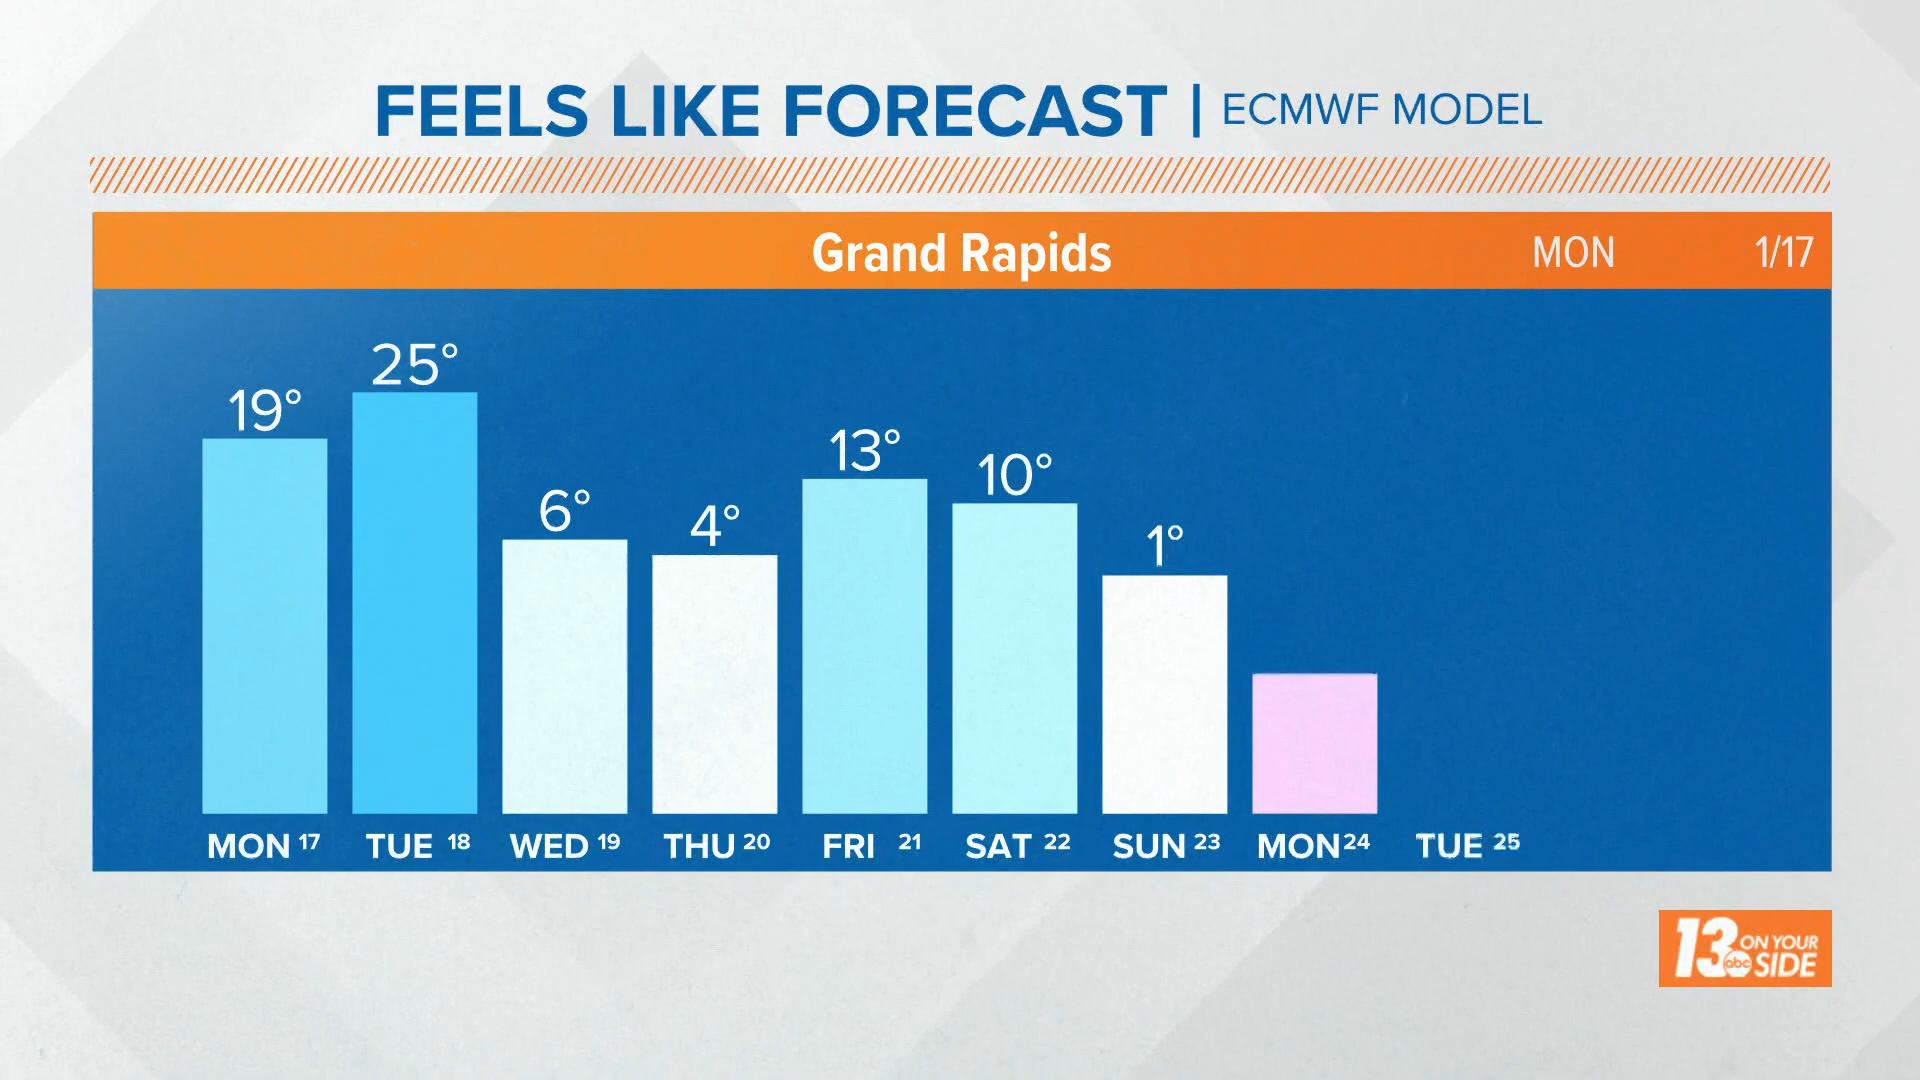 FEELS LIKE FORECAST | ECMWF MODEL
Grand Rapids MON 1/17
19° 25° 6° 4° 13° 10° 1°
MON 17 TUE 18 WED 19 THU 20 FRI 21 SAT 22 SUN 23 MON 24 TUE 25
13 abc ON YOUR SIDE